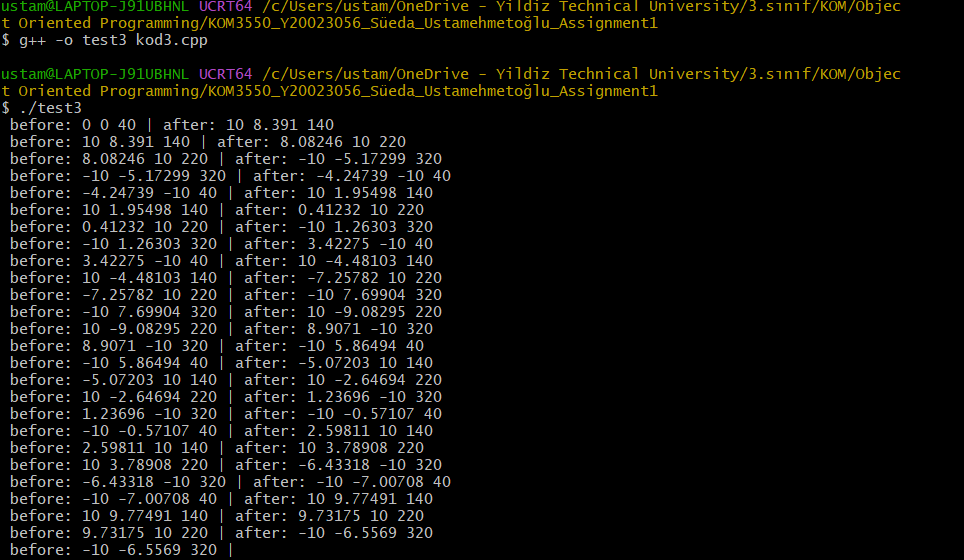 ustam@LAPTOP-J91UBHNL UCRT64 /c/Users/ustam/OneDrive - Yildiz Technical University/3.sınıf/KOM/Objec
t Oriented Programming/KOM3550_Y20023056_Süeda_Ustamehmetoğlu_Assignment1
$ g++ -o test3 kod3.cpp
ustam@LAPTOP-J91UBHNL UCRT64 /c/Users/ustam/OneDrive - Yildiz Technical University/3.sınıf/KOM/Objec
t Oriented Programming/KOM3550_Y20023056_Süeda_Ustamehmetoğlu_Assignment1
$ ./test3
before: 0 0 40 | after: 10 8.391 140
before: 10 8.391 140 | after: 8.08246 10 220
before: 8.08246 10 220 | after: -10 -5.17299 320
before: -10 -5.17299 320 | after: -4.24739 -10 40
before: -4.24739 -10 40 | after: 10 1.95498 140
before: 10 1.95498 140 | after: 0.41232 10 220
before: 0.41232 10 220 | after: -10 1.26303 320
before: -10 1.26303 320 | after: 3.42275 -10 40
before: 3.42275 -10 40 | after: 10 -4.48103 140
before: 10 -4.48103 140 | after: -7.25782 10 220
before: -7.25782 10 220 | after: -10 7.69904 320
before: -10 7.69904 320 | after: 10 -9.08295 220
before: 10 -9.08295 220 | after: 8.9071 -10 320
before: 8.9071 -10 320 | after: -10 5.86494 40
before: -10 5.86494 40 | after: -5.07203 10 140
before: -5.07203 10 140 | after: 10 -2.64694 220
before: 10 -2.64694 220 | after: 1.23696 -10 320
before: 1.23696 -10 320 | after: -10 -0.57107 40
before: -10 -0.57107 40 | after: 2.59811 10 140
before: 2.59811 10 140 | after: 10 3.78908 220
before: 10 3.78908 220 | after: -6.43318 -10 320
before: -6.43318 -10 320 | after: -10 -7.00708 40
before: -10 -7.00708 40 | after: 10 9.77491 140
before: 10 9.77491 140 | after: 9.73175 10 220
before: 9.73175 10 220 | after: -10 -6.5569 320
before: -10 -6.5569 320 |